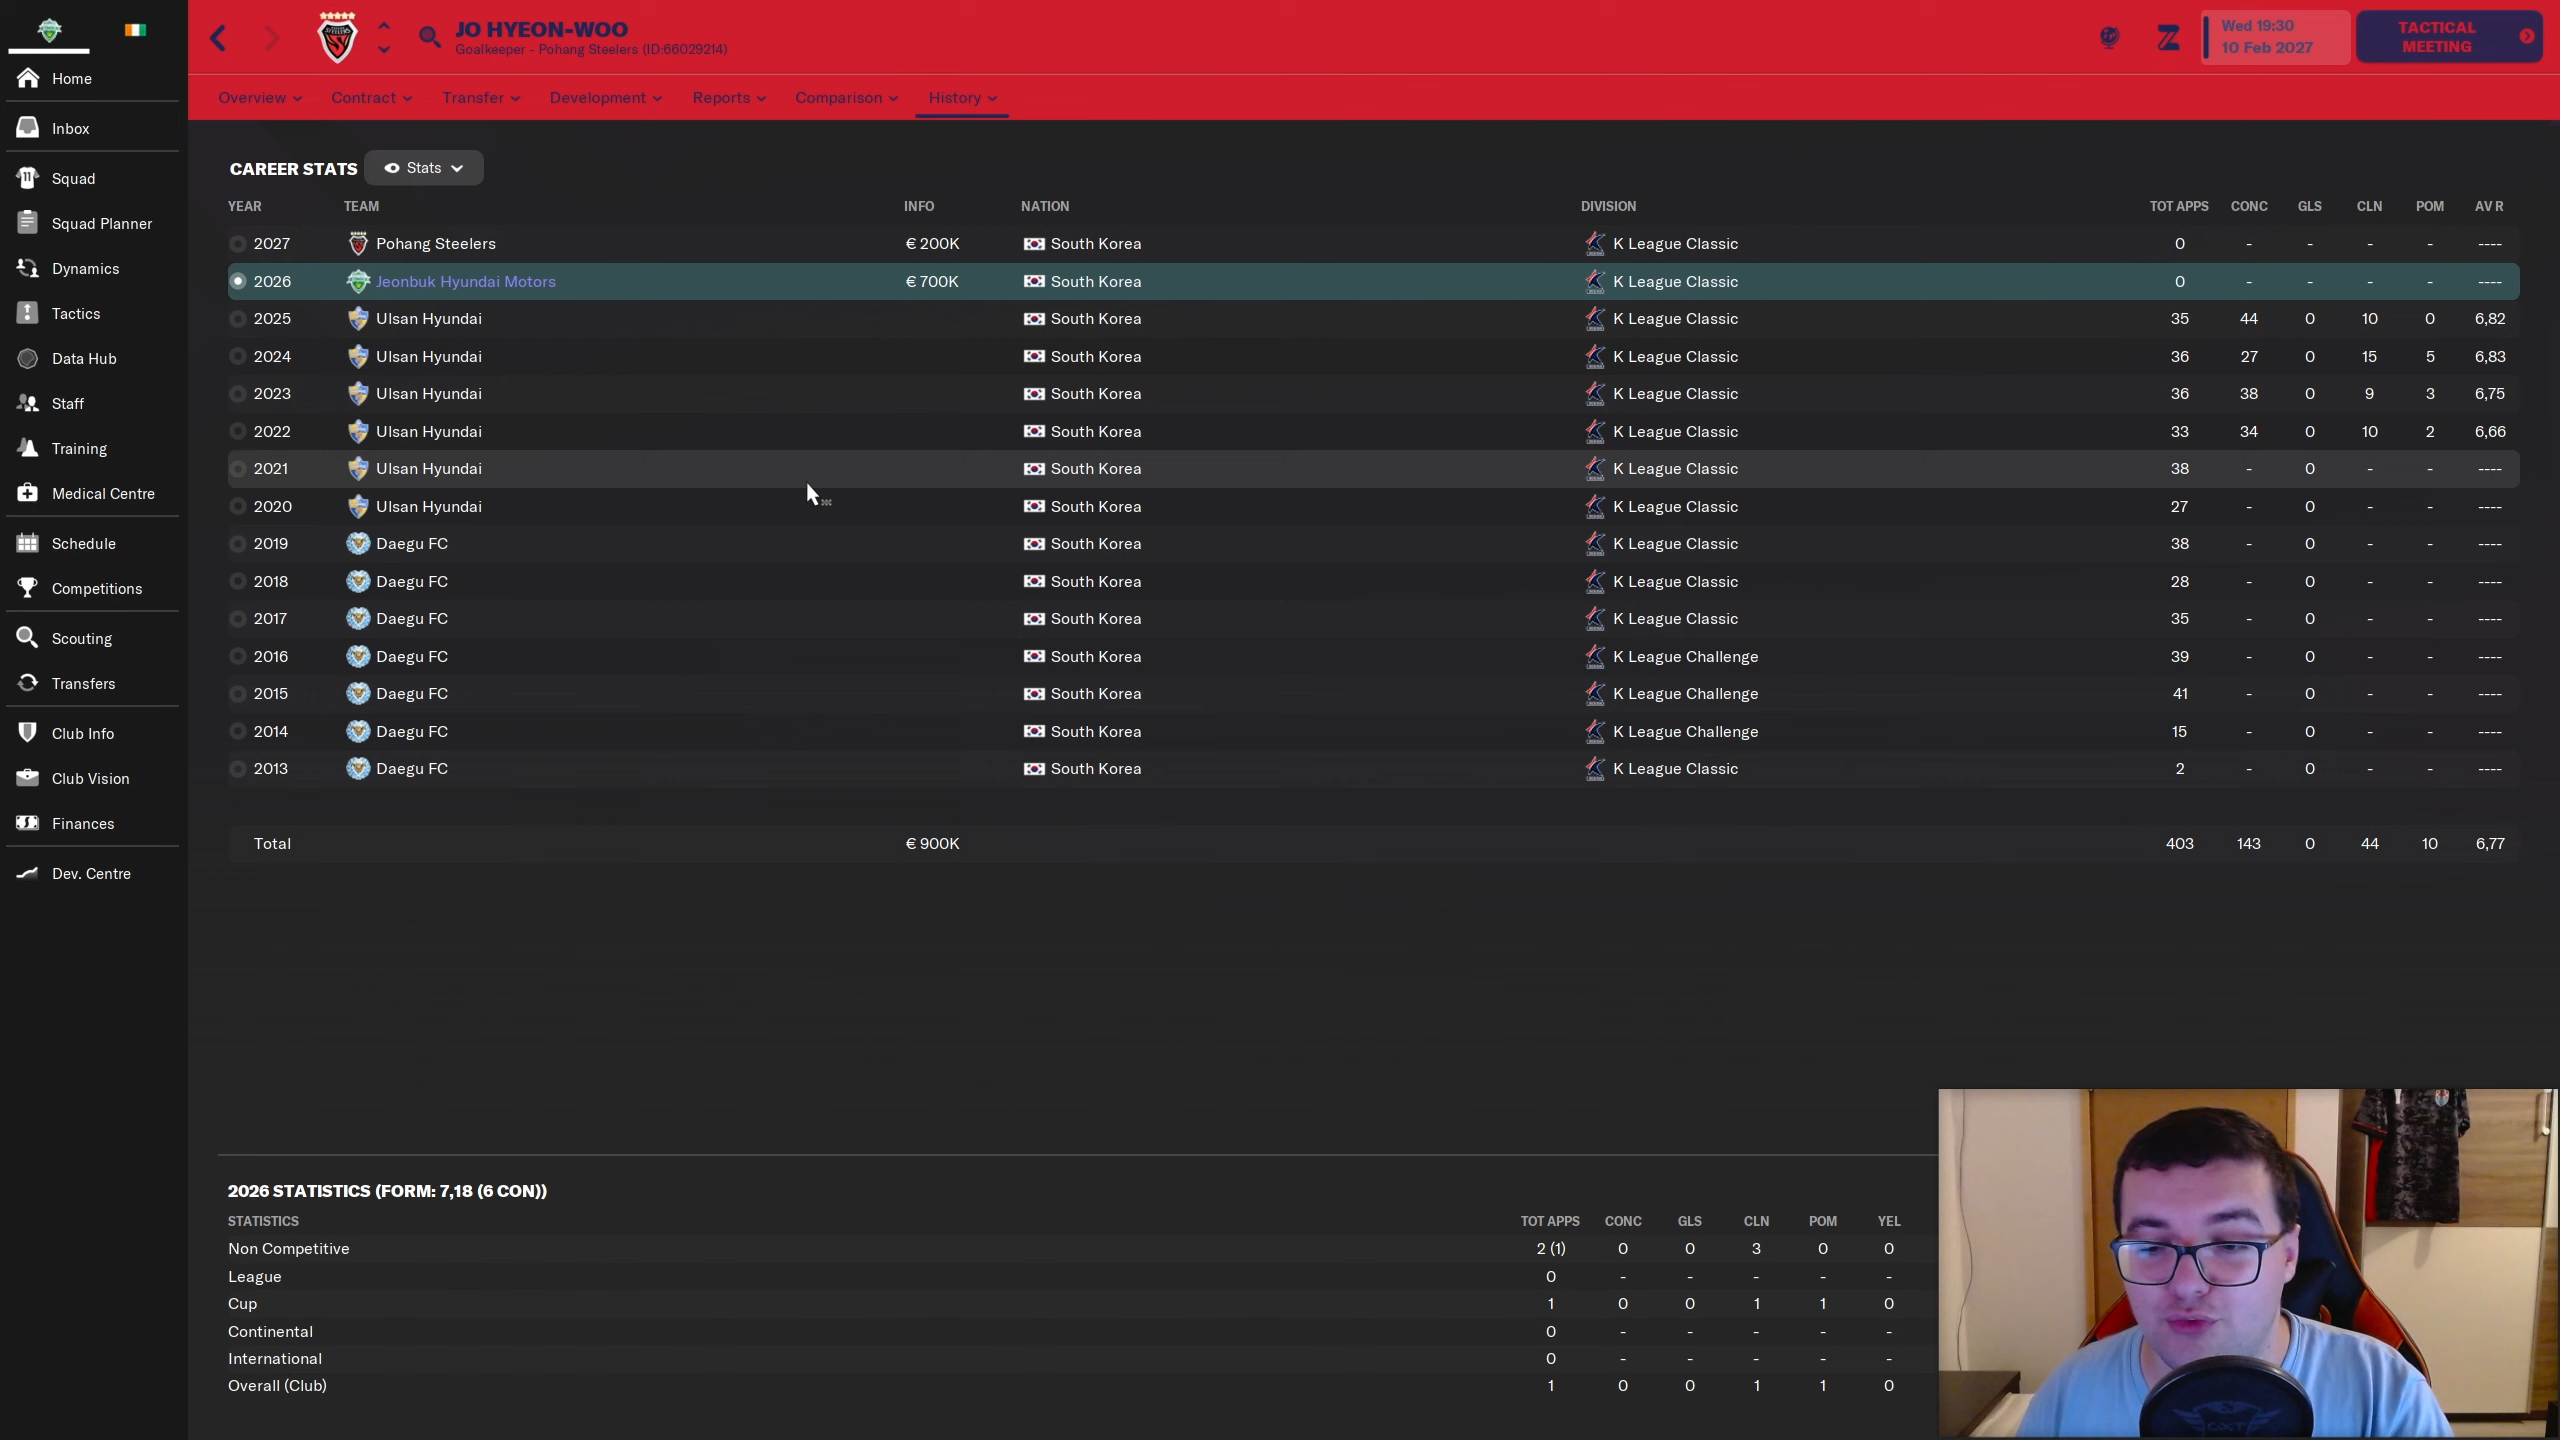 JO HYEON-WOO
Goalkeeper - Pohang Steelers (ID:66029214)
Wed 19:30
10 Feb 2027
TACTICAL
MEETING
Home
Inbox
Squad
Squad Planner
Dynamics
Tactics
Data Hub
Staff
Training
Medical Centre
Schedule
Competitions
Scouting
Transfers
Club Info
Club Vision
Finances
Dev. Centre
Overview Contract Transfer Development Reports Comparison History
CAREER STATS Stats
YEAR TEAM INFO NATION DIVISION TOT APPS CONC GLS CLN POM AV R
2027 Pohang Steelers € 200K South Korea K League Classic 0 - - - - ----
2026 Jeonbuk Hyundai Motors € 700K South Korea K League Classic 0 - - - - ----
2025 Ulsan Hyundai South Korea K League Classic 35 44 0 10 0 6,82
2024 Ulsan Hyundai South Korea K League Classic 36 27 0 15 5 6,83
2023 Ulsan Hyundai South Korea K League Classic 36 38 0 9 3 6,75
2022 Ulsan Hyundai South Korea K League Classic 33 34 0 10 2 6,66
2021 Ulsan Hyundai South Korea K League Classic 38 - 0 - - ----
2020 Ulsan Hyundai South Korea K League Classic 27 - 0 - - ----
2019 Daegu FC South Korea K League Classic 38 - 0 - - ----
2018 Daegu FC South Korea K League Classic 28 - 0 - - ----
2017 Daegu FC South Korea K League Classic 35 - 0 - - ----
2016 Daegu FC South Korea K League Challenge 39 - 0 - - ----
2015 Daegu FC South Korea K League Challenge 41 - 0 - - ----
2014 Daegu FC South Korea K League Challenge 15 - 0 - - ----
2013 Daegu FC South Korea K League Classic 2 - 0 - - ----
Total € 900K 403 143 0 44 10 6,77
2026 STATISTICS (FORM: 7,18 (6 CON))
STATISTICS TOT APPS CONC GLS CLN POM YEL
Non Competitive 2 (1) 0 0 3 0 0
League 0 - - - - -
Cup 1 0 0 1 1 0
Continental 0 - - - - -
International 0 - - - - -
Overall (Club) 1 0 0 1 1 0